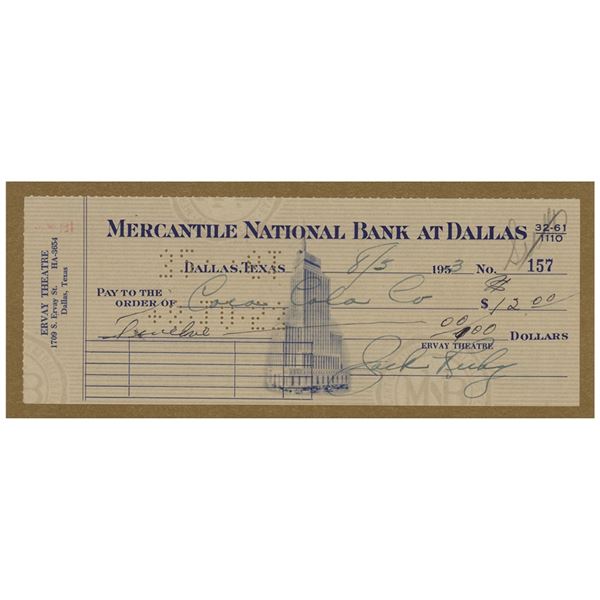 ERVAY THEATRE
1709 S. Ervay St. HA-3654
Dallas, Texas
MERCANTILE NATIONAL BANK AT DALLAS 32-61
1110
DALLAS, TEXAS 8/5 1953 No. 157
PAY TO THE
ORDER OF Coca Cola Co $12.00
Twelve 00/100 DOLLARS
ERVAY THEATRE
Jack Ruby